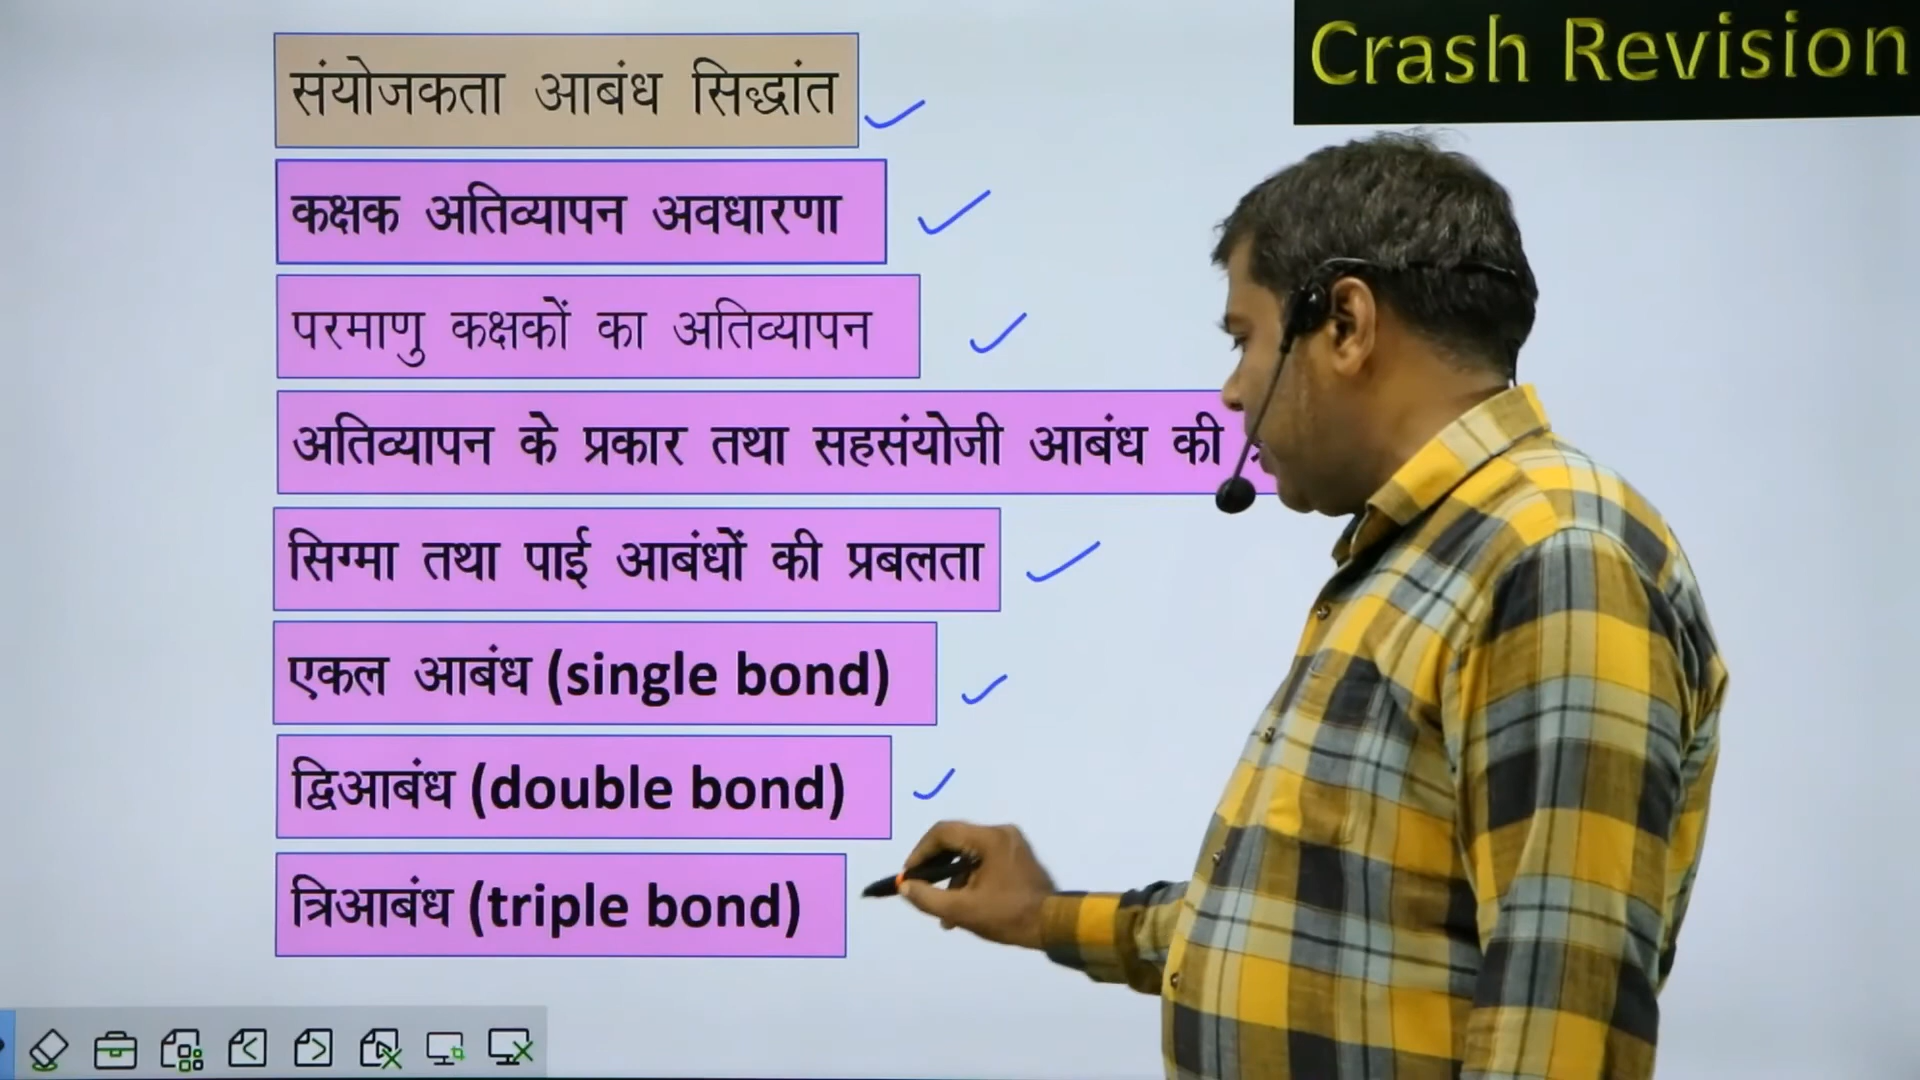 Crash Revision
संयोजकता आबंध सिद्धांत
कक्षक अतिव्यापन अवधारणा
परमाणु कक्षकों का अतिव्यापन
अतिव्यापन के प्रकार तथा सहसंयोजी आबंध की
सिग्मा तथा पाई आबंधों की प्रबलता
एकल आबंध (single bond)
द्विआबंध (double bond)
त्रिआबंध (triple bond)